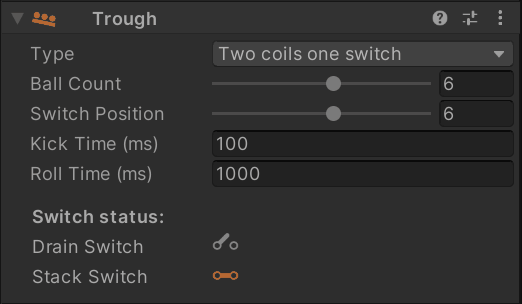 Trough
Type Two coils one switch
Ball Count 6
Switch Position 6
Kick Time (ms) 100
Roll Time (ms) 1000
Switch status:
Drain Switch
Stack Switch